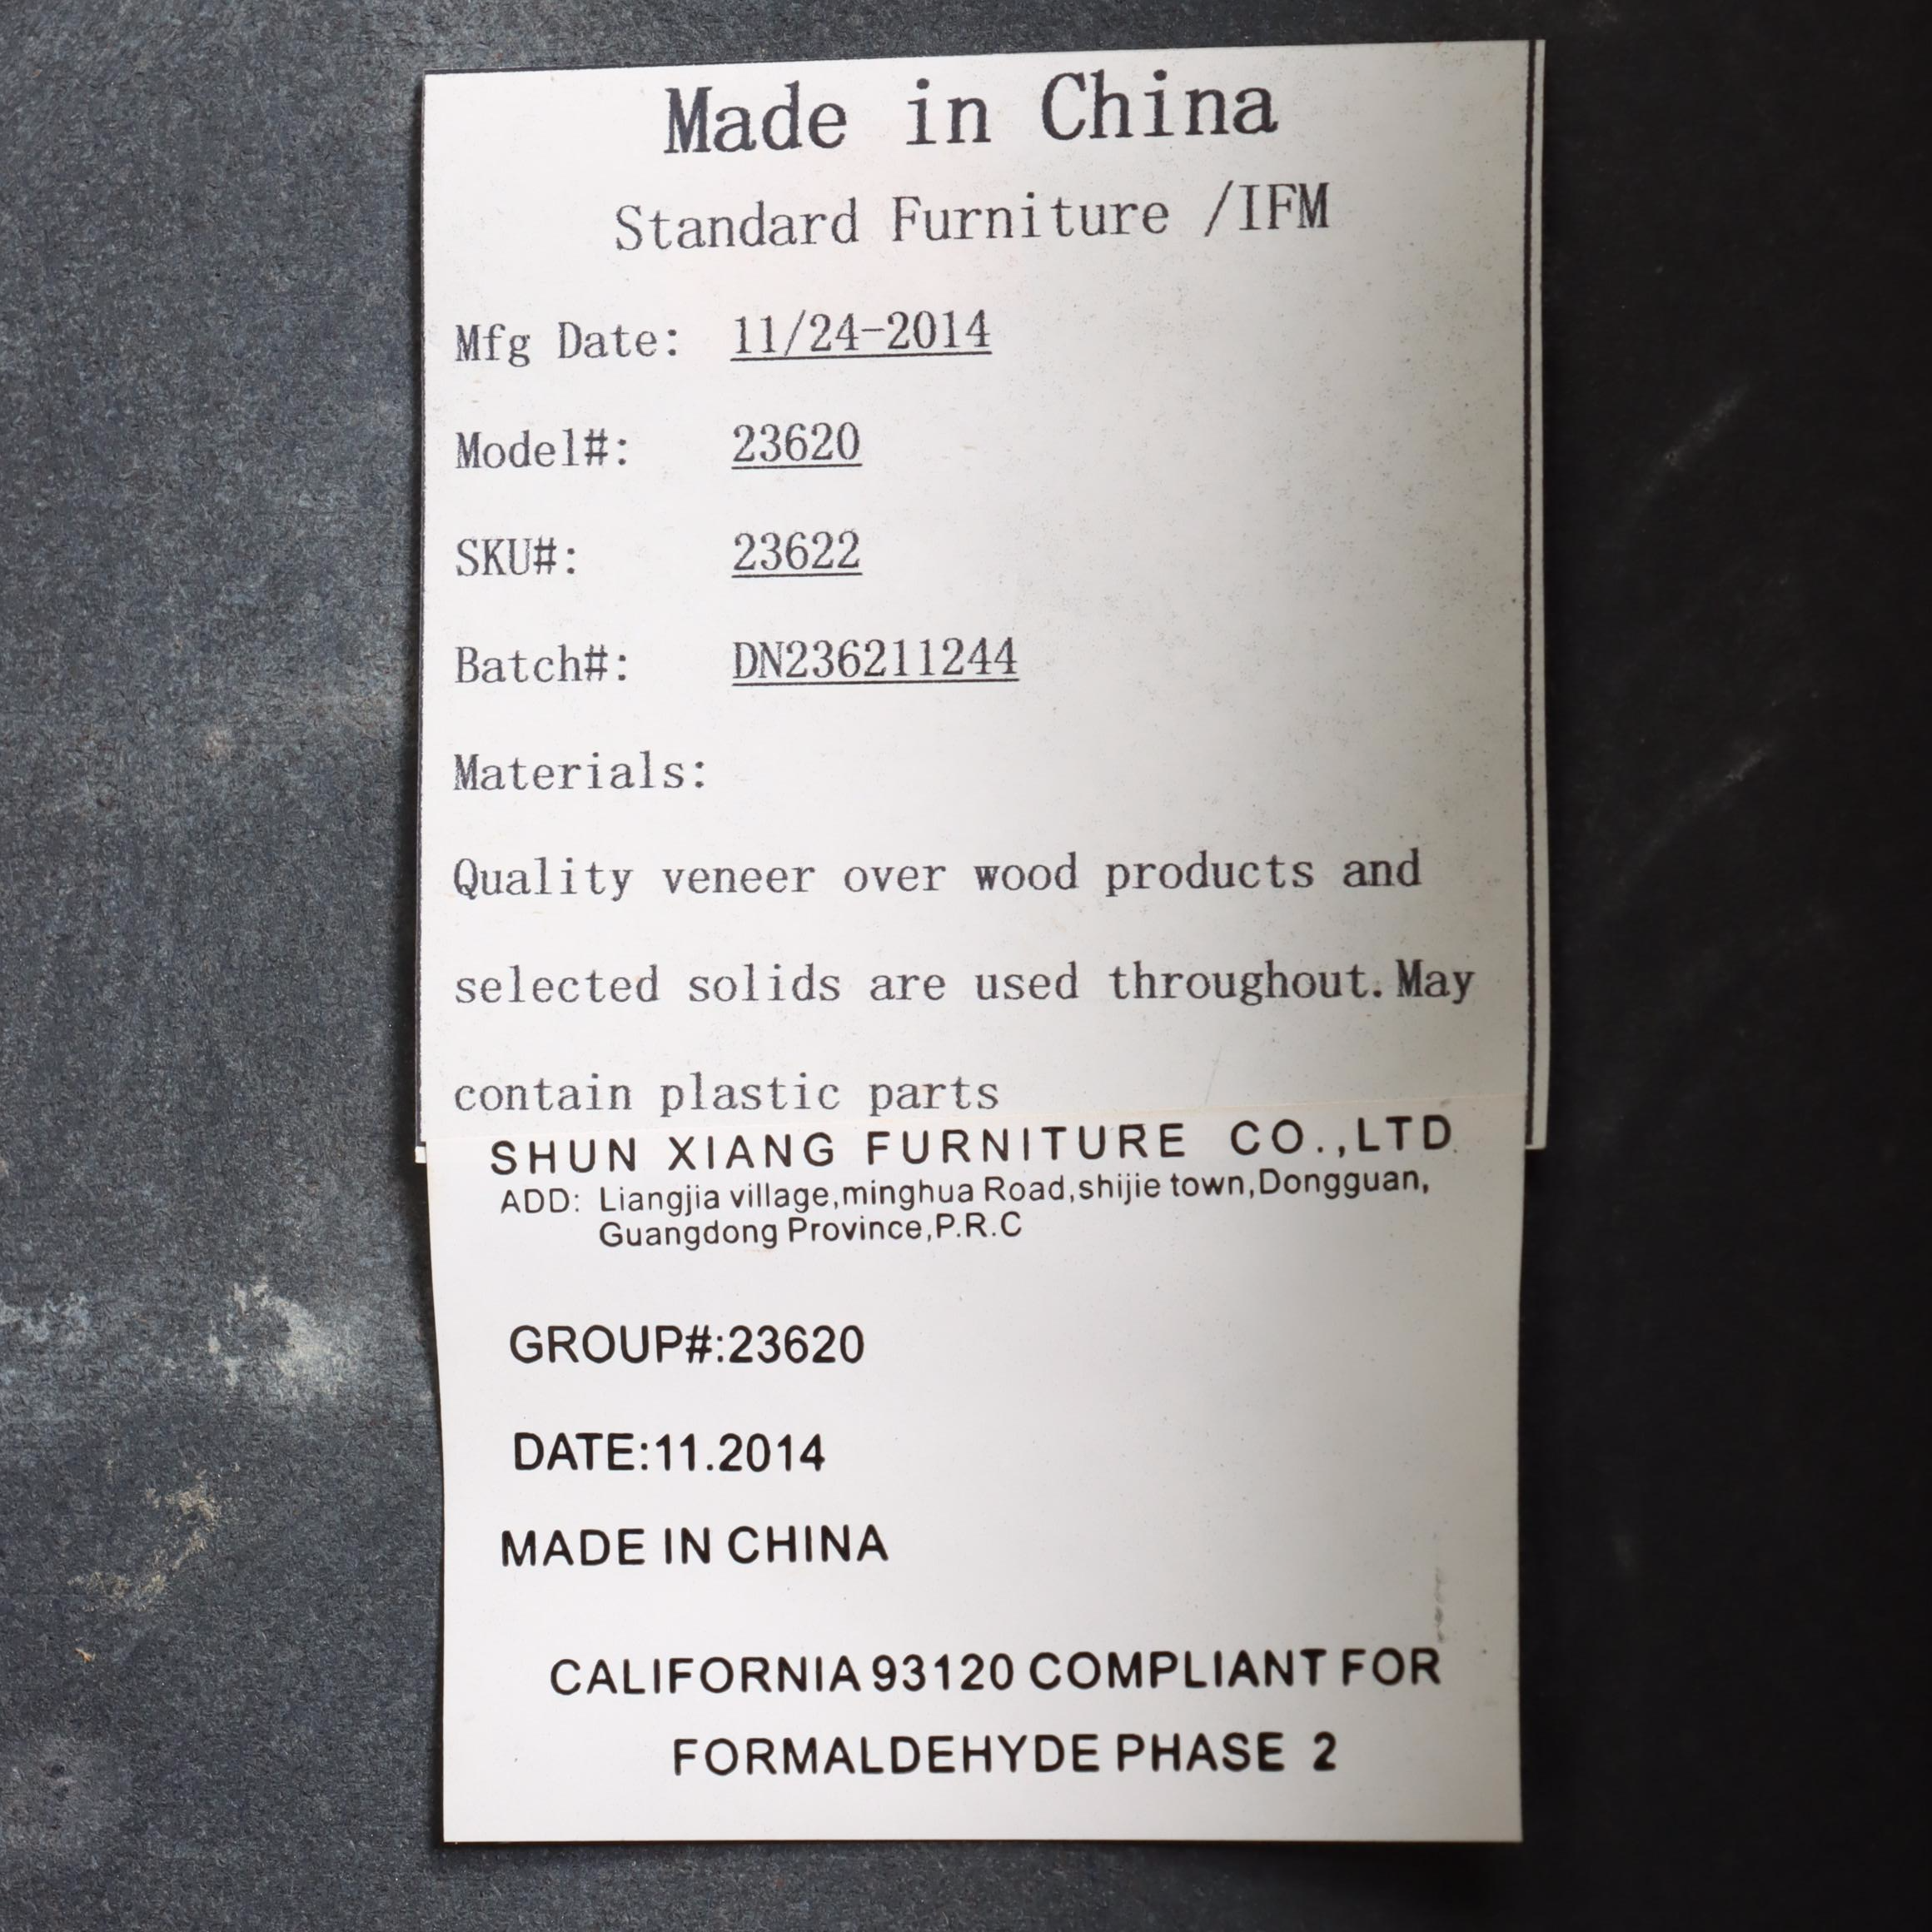 Made in China
Standard Furniture /IFM
Mfg Date: 11/24-2014
Model#: 23620
SKU#: 23622
Batch#: DN236211244
Materials:
Quality veneer over wood products and
selected solids are used throughout. May
contain plastic parts
SHUN XIANG FURNITURE CO.,LTD.
ADD: Liangjia village,minghua Road,shijie town,Dongguan,
Guangdong Province,P.R.C
GROUP#:23620
DATE:11.2014
MADE IN CHINA
CALIFORNIA 93120 COMPLIANT FOR
FORMALDEHYDE PHASE 2